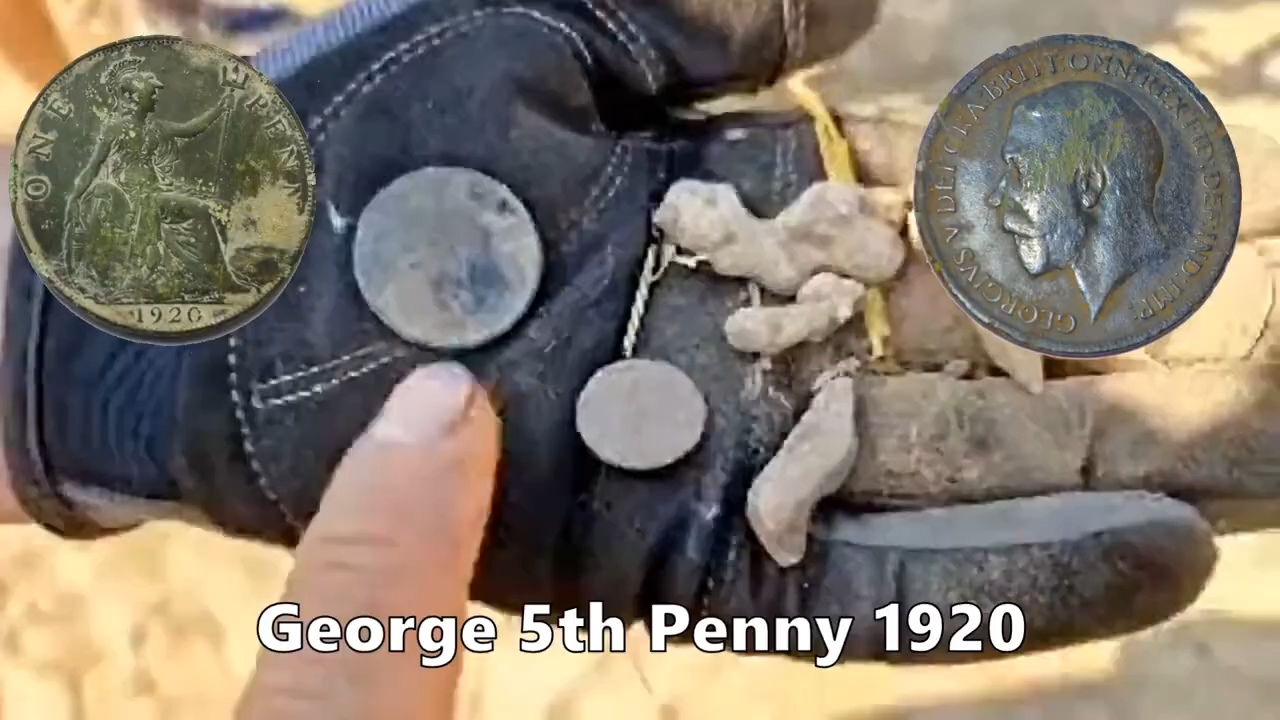 ONE PENNY
1920
GEORGIVS V DEI GRA: BRITT: OMN: REX FID: DEF: IND: IMP:
George 5th Penny 1920